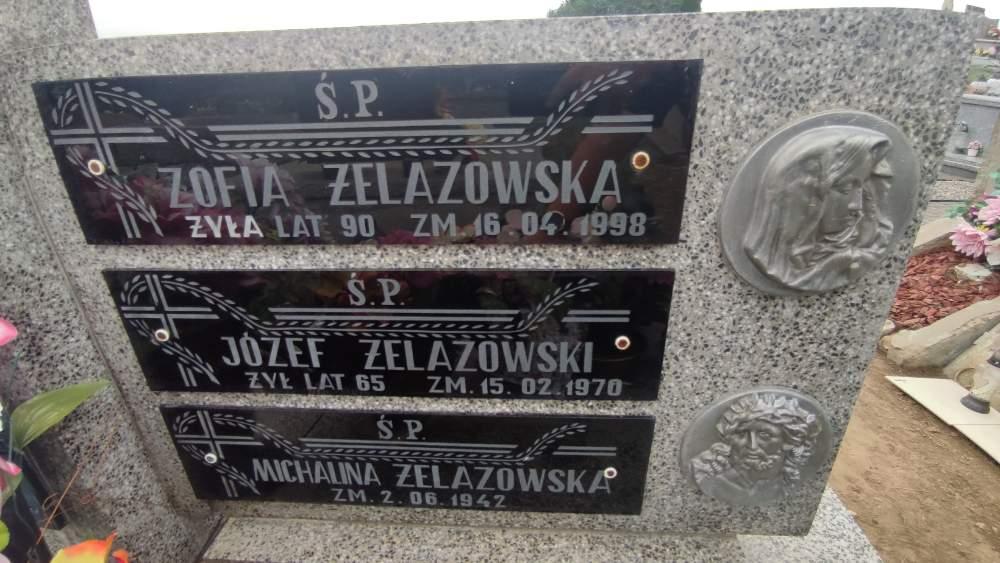 Ś.P.
ZOFIA ŻELAZOWSKA
ŻYŁA LAT 90 ZM. 16 04. 1998
Ś.P.
JÓZEF ŻELAZOWSKI
ŻYŁ LAT 65 ZM. 15. 02. 1970
Ś.P.
MICHALINA ŻELAZOWSKA
ZM. 2. 06. 1942